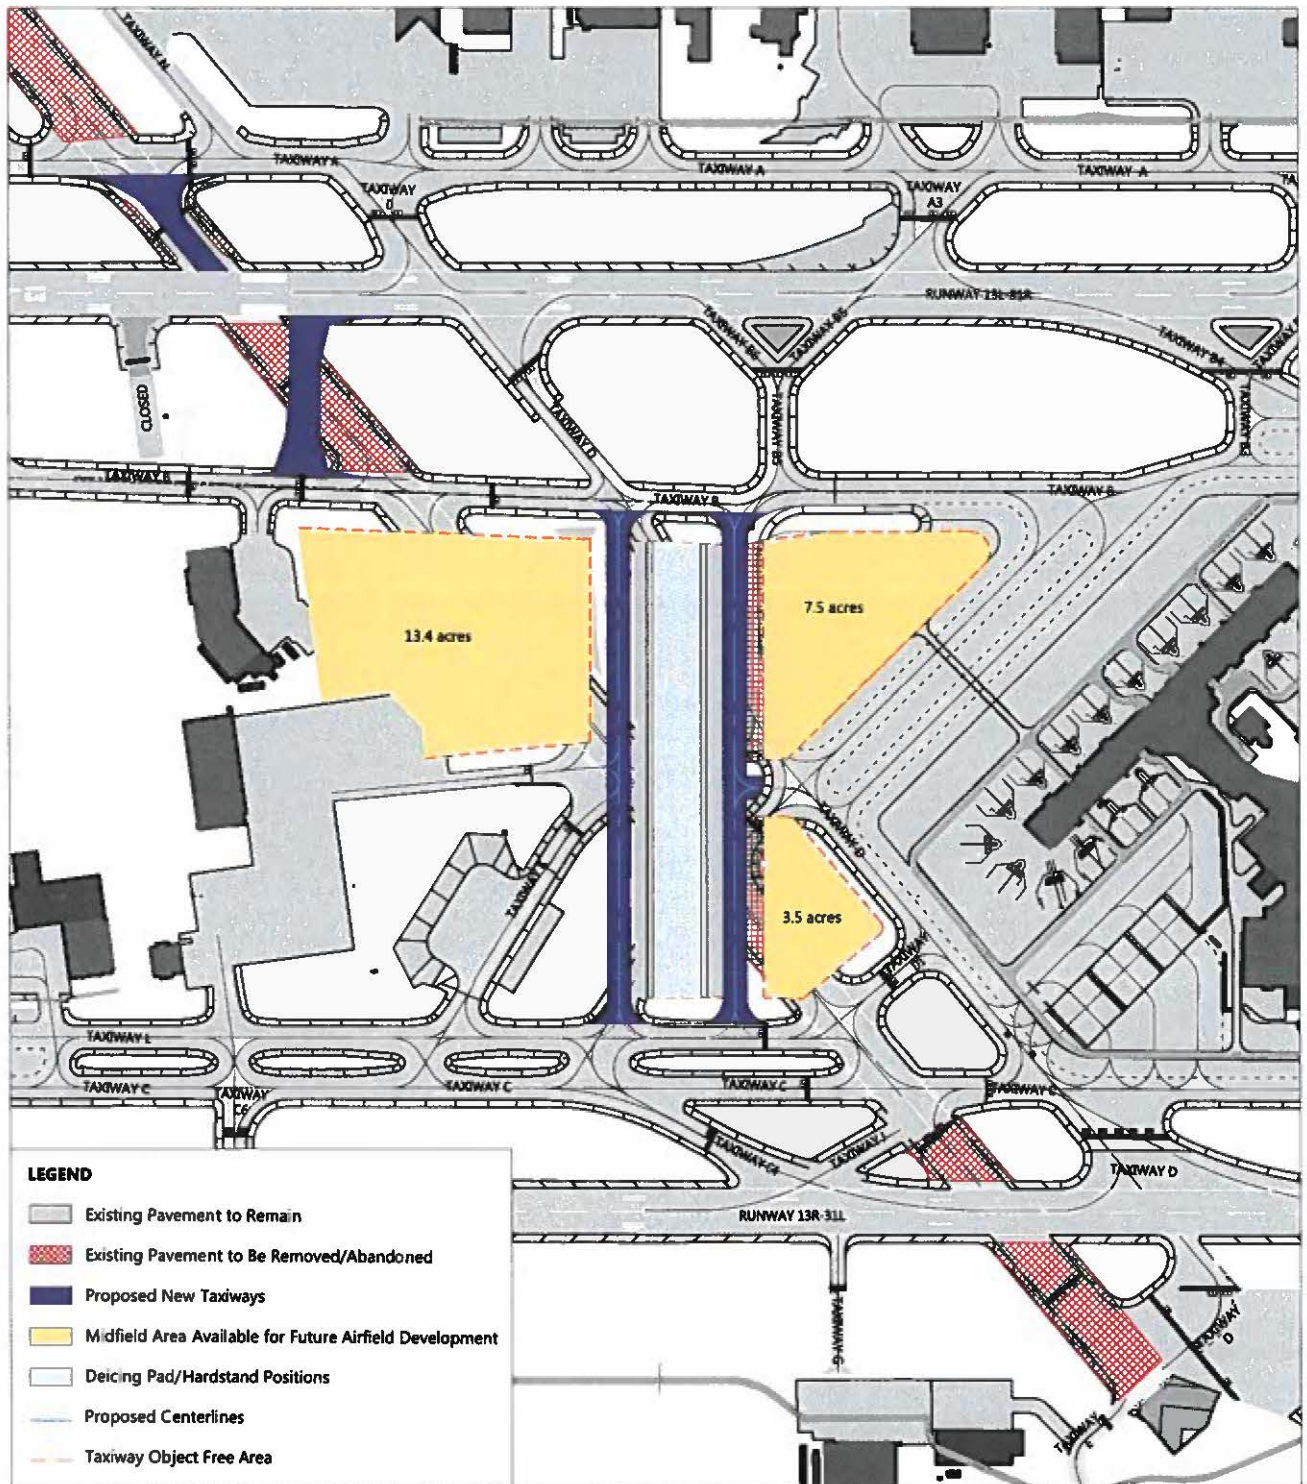 TAXIWAY N
TAXIWAY A
TAXIWAY A
TAXIWAY A
TAXIWAY
D
TAXIWAY
A3
RUNWAY 13L-31R
TAXIWAY B6
TAXIWAY B5
TAXIWAY B4
CLOSED
TAXIWAY D
TAXIWAY B5
TAXIWAY B3
TAXIWAY B
TAXIWAY B
TAXIWAY B
13.4 acres
7.5 acres
TAXIWAY D
3.5 acres
TAXIWAY
TAXIWAY
TAXIWAY L
TAXIWAY C
TAXIWAY
C6
TAXIWAY C
TAXIWAY C
TAXIWAY C
TAXIWAY C4
TAXIWAY J
TAXIWAY D
RUNWAY 13R-31L
TAXIWAY G
TAXIWAY
D
TAXIWAY
LEGEND
Existing Pavement to Remain
Existing Pavement to Be Removed/Abandoned
Proposed New Taxiways
Midfield Area Available for Future Airfield Development
Deicing Pad/Hardstand Positions
Proposed Centerlines
Taxiway Object Free Area